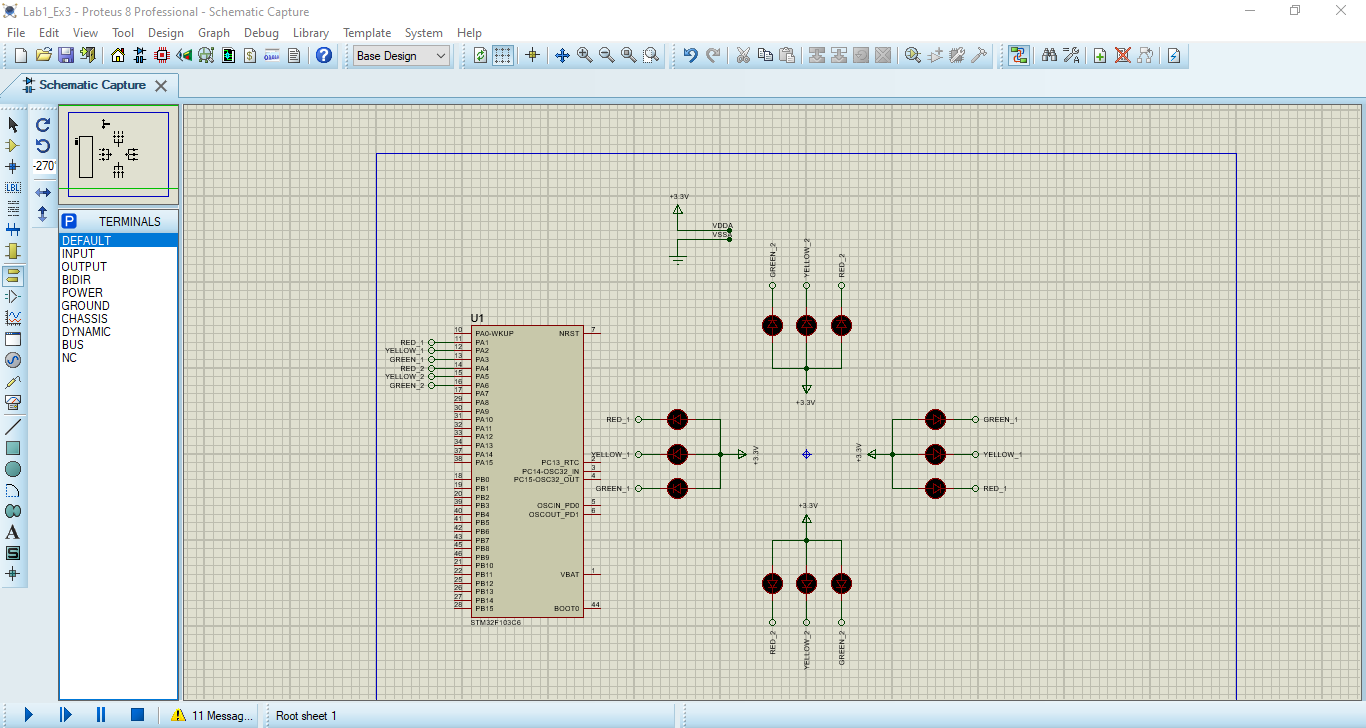 Lab1_Ex3 - Proteus 8 Professional - Schematic Capture
File Edit View Tool Design Graph Debug Library Template System Help
Base Design
Schematic Capture
-270°
LBL
P TERMINALS
DEFAULT
INPUT
OUTPUT
BIDIR
POWER
GROUND
CHASSIS
DYNAMIC
BUS
NC
A
S
+3.3V
VDDA
VSSA
GREEN_2
YELLOW_2
RED_2
+3.3V
U1
10 PA0-WKUP NRST 7
RED_1 11 PA1
YELLOW_1 12 PA2
GREEN_1 13 PA3
RED_2 14 PA4
YELLOW_2 15 PA5
GREEN_2 16 PA6
17 PA7
29 PA8
30 PA9
31 PA10
32 PA11
33 PA12
34 PA13
37 PA14
38 PA15
PC13_RTC 2
PC14-OSC32_IN 3
PC15-OSC32_OUT 4
18 PB0
19 PB1
20 PB2
39 PB3 OSCIN_PD0 5
40 PB4 OSCOUT_PD1 6
41 PB5
42 PB6
43 PB7
45 PB8
46 PB9
21 PB10
22 PB11 VBAT 1
25 PB12
26 PB13
27 PB14
28 PB15 BOOT0 44
STM32F103C6
RED_1
YELLOW_1
GREEN_1
+3.3V
+3.3V
GREEN_1
YELLOW_1
RED_1
+3.3V
RED_2
YELLOW_2
GREEN_2
11 Messag... Root sheet 1